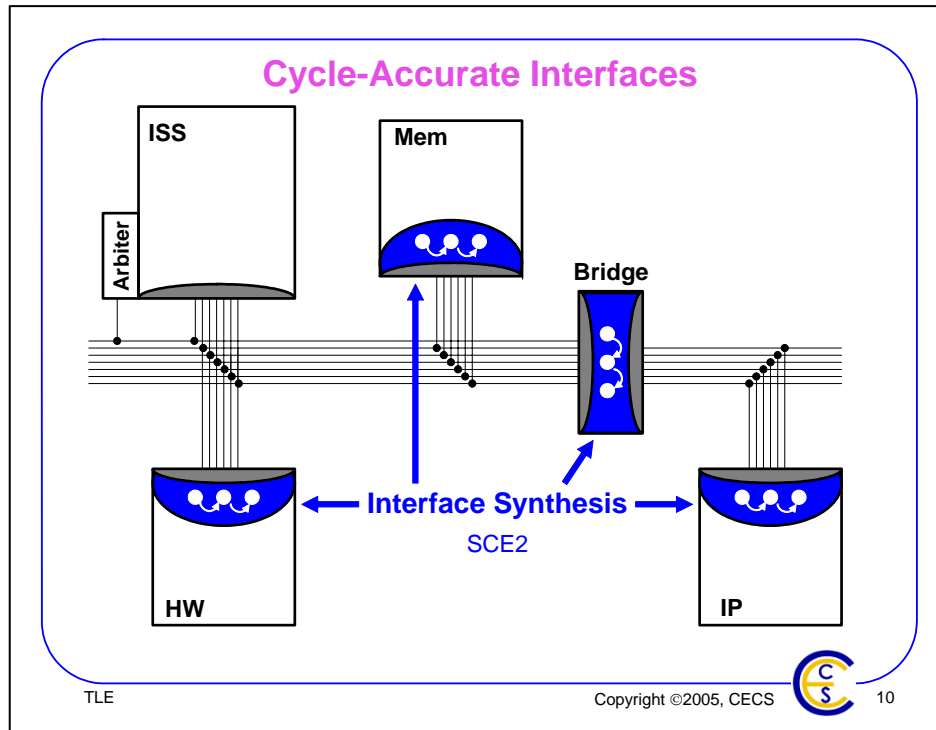 Cycle-Accurate Interfaces
ISS
Mem
Arbiter
Bridge
Interface Synthesis
SCE2
HW
IP
TLE
Copyright ©2005, CECS
C
S
10